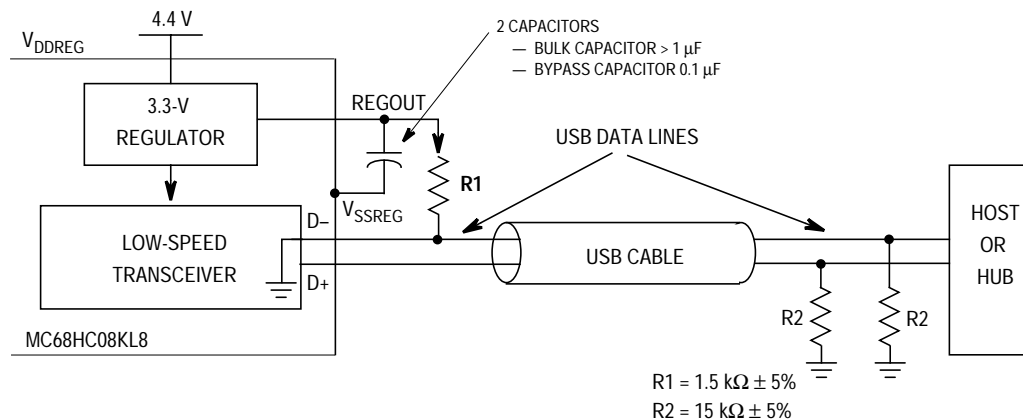 4.4 V
V_DDREG
2 CAPACITORS
— BULK CAPACITOR > 1 μF
— BYPASS CAPACITOR 0.1 μF
3.3-V
REGULATOR
REGOUT
USB DATA LINES
R1
V_SSREG
D–
LOW-SPEED
TRANSCEIVER
D+
USB CABLE
HOST
OR
HUB
R2
R2
MC68HC08KL8
R1 = 1.5 kΩ ± 5%
R2 = 15 kΩ ± 5%